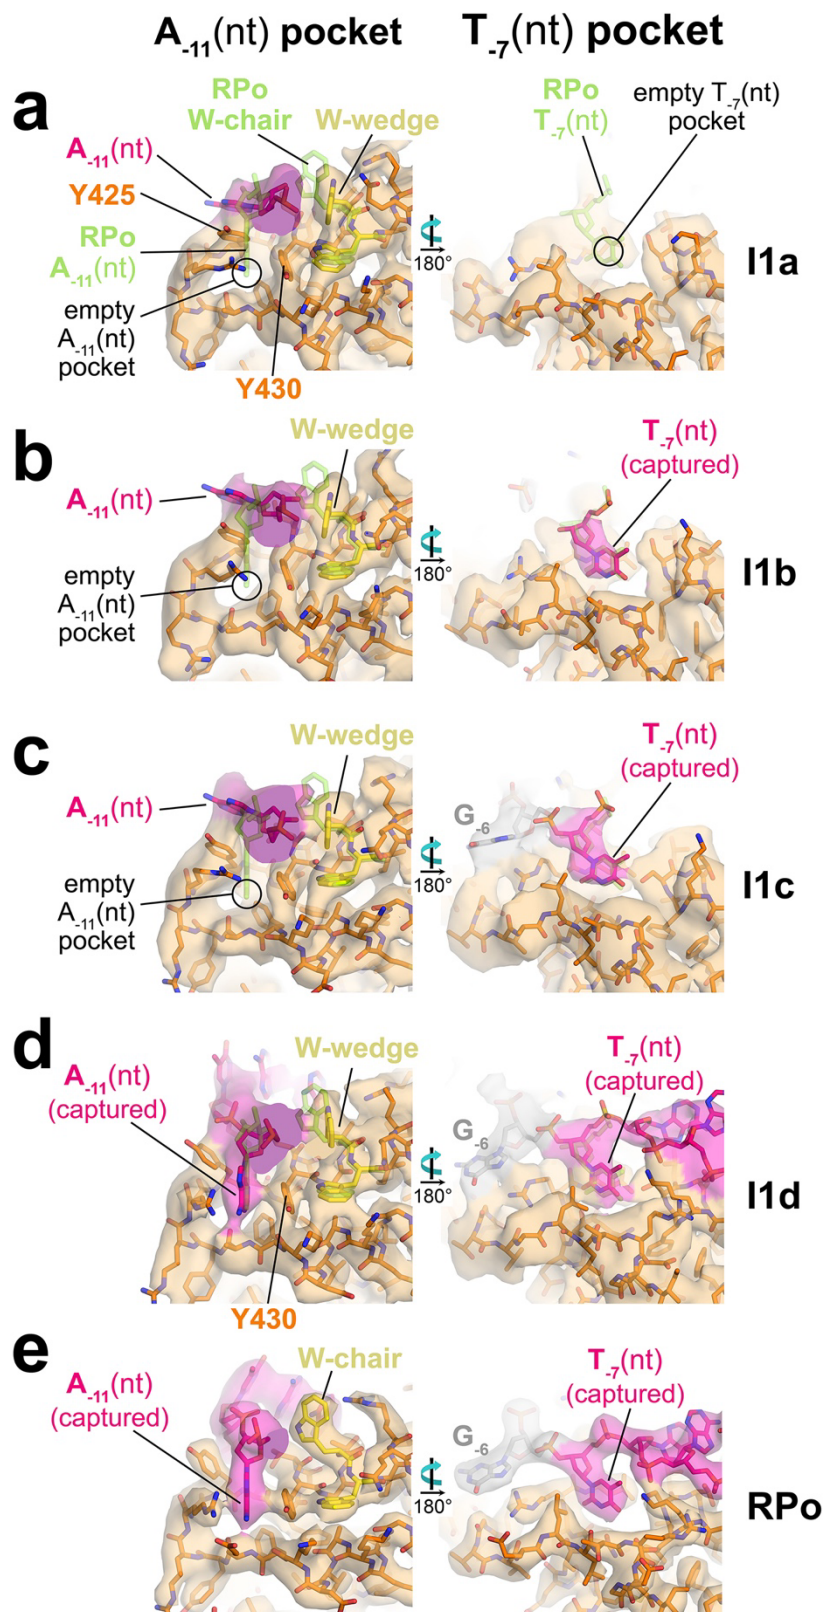 A-11(nt) pocket
T-7(nt) pocket
a
RPo
W-chair
W-wedge
A-11(nt)
Y425
RPo
A-11(nt)
empty
A-11(nt)
pocket
Y430
180°
RPo
T-7(nt)
empty T-7(nt)
pocket
I1a
b
W-wedge
A-11(nt)
empty
A-11(nt)
pocket
180°
T-7(nt)
(captured)
I1b
c
W-wedge
A-11(nt)
empty
A-11(nt)
pocket
180°
T-7(nt)
(captured)
G-6
I1c
d
W-wedge
A-11(nt)
(captured)
Y430
180°
T-7(nt)
(captured)
G-6
I1d
e
W-chair
A-11(nt)
(captured)
180°
T-7(nt)
(captured)
G-6
RPo